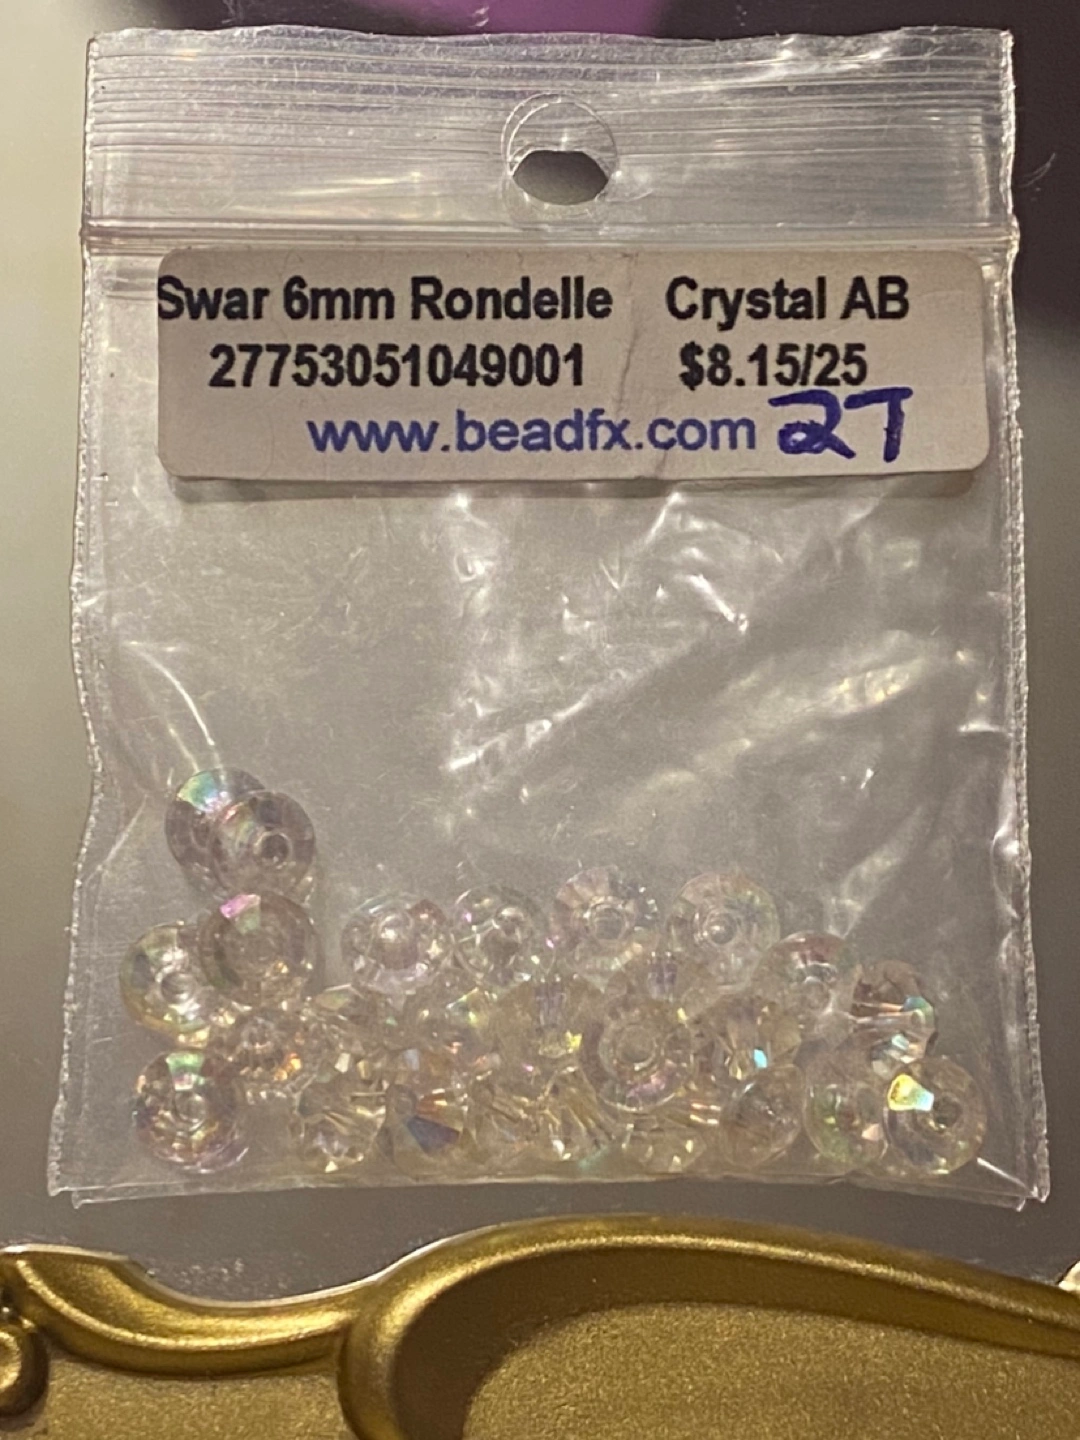 Swar 6mm Rondelle Crystal AB
27753051049001 $8.15/25
www.beadfx.com 27